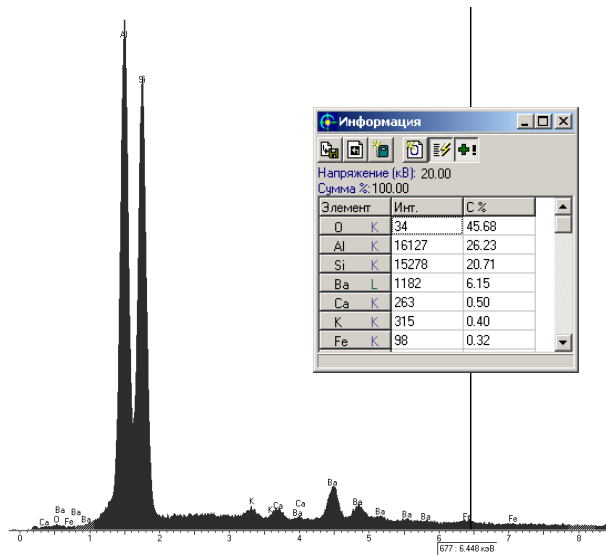 Al
Si
Информация
Напряжение (кВ): 20.00
Сумма %: 100.00
Элемент Инт. C %
O K 34 45.68
Al K 16127 26.23
Si K 15278 20.71
Ba L 1182 6.15
Ca K 263 0.50
K K 315 0.40
Fe K 98 0.32
Ba
K Ca Ca Ba
K Ba Ba Ba Ba Fe Fe
Ba Ba
Ca O Fe Ba
0 1 2 3 4 5 6 7 8
677 : 6.448 кэВ